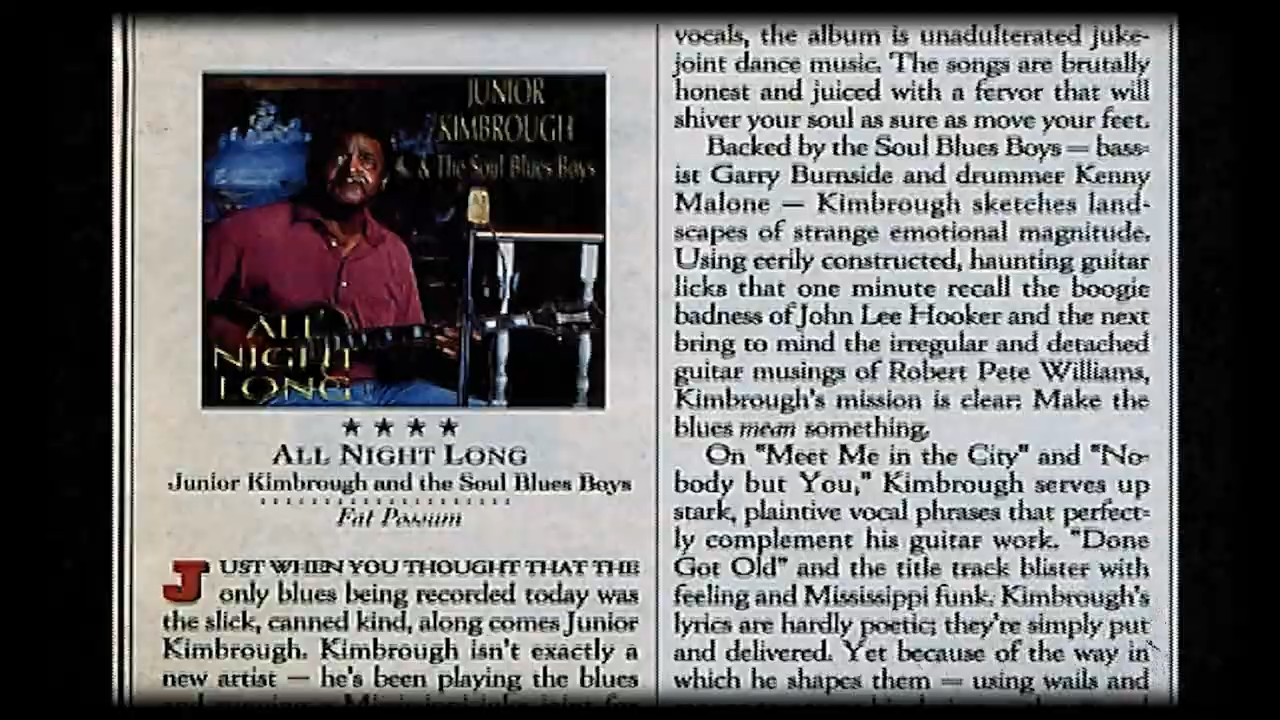 JUNIOR
KIMBROUGH
& The Soul Blues Boys
ALL
NIGHT
LONG
★ ★ ★ ★
ALL NIGHT LONG
Junior Kimbrough and the Soul Blues Boys
Fat Possum
JUST WHEN YOU THOUGHT THAT THE
only blues being recorded today was
the slick, canned kind, along comes Junior
Kimbrough. Kimbrough isn't exactly a
new artist — he's been playing the blues
vocals, the album is unadulterated juke-
joint dance music. The songs are brutally
honest and juiced with a fervor that will
shiver your soul as sure as move your feet.
Backed by the Soul Blues Boys — bass-
ist Garry Burnside and drummer Kenny
Malone — Kimbrough sketches land-
scapes of strange emotional magnitude.
Using eerily constructed, haunting guitar
licks that one minute recall the boogie
badness of John Lee Hooker and the next
bring to mind the irregular and detached
guitar musings of Robert Pete Williams,
Kimbrough's mission is clear: Make the
blues mean something.
On "Meet Me in the City" and "No-
body but You," Kimbrough serves up
stark, plaintive vocal phrases that perfect-
ly complement his guitar work. "Done
Got Old" and the title track blister with
feeling and Mississippi funk. Kimbrough's
lyrics are hardly poetic; they're simply put
and delivered. Yet because of the way in
which he shapes them — using wails and